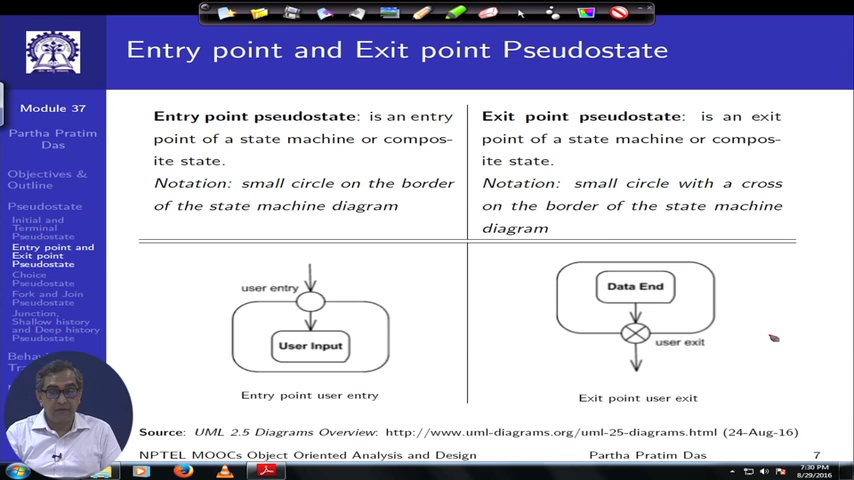 Entry point and Exit point Pseudostate
Module 37
Partha Pratim
Das
Objectives &
Outline
Pseudostate
Initial and
Terminal
Pseudostate
Entry point and
Exit point
Pseudostate
Choice
Pseudostate
Fork and Join
Pseudostate
Junction,
Shallow history
and Deep history
Pseudostate
Entry point pseudostate: is an entry
point of a state machine or compos-
ite state.
Notation: small circle on the border
of the state machine diagram
Exit point pseudostate: is an exit
point of a state machine or compos-
ite state.
Notation: small circle with a cross
on the border of the state machine
diagram
user entry
User Input
Entry point user entry
Data End
user exit
Exit point user exit
Source: UML 2.5 Diagrams Overview: http://www.uml-diagrams.org/uml-25-diagrams.html (24-Aug-16)
NPTEL MOOCs Object Oriented Analysis and Design
Partha Pratim Das
7
7:30 PM
8/29/2016